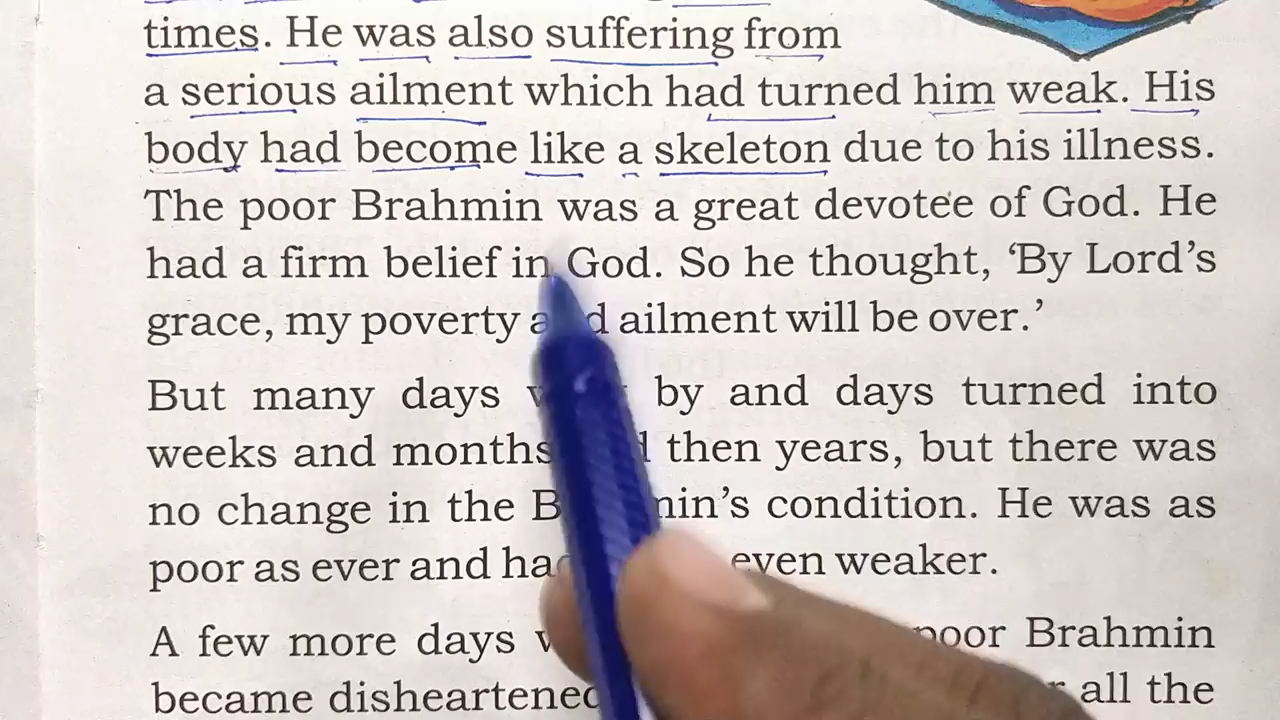 times. He was also suffering from
a serious ailment which had turned him weak. His
body had become like a skeleton due to his illness.
The poor Brahmin was a great devotee of God. He
had a firm belief in God. So he thought, ‘By Lord’s
grace, my poverty and ailment will be over.’
But many days by and days turned into
weeks and months then years, but there was
no change in the Brahmin’s condition. He was as
poor as ever and even weaker.
A few more days poor Brahmin
became disheartened all the